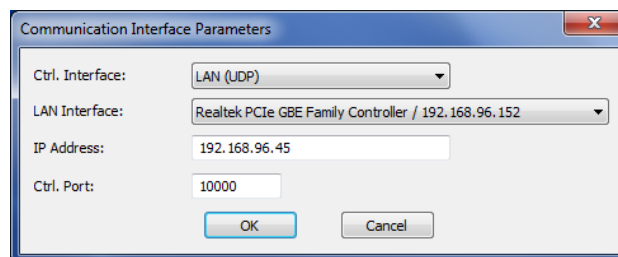 Communication Interface Parameters
Ctrl. Interface: LAN (UDP)
LAN Interface: Realtek PCIe GBE Family Controller / 192.168.96.152
IP Address: 192.168.96.45
Ctrl. Port: 10000
OK Cancel